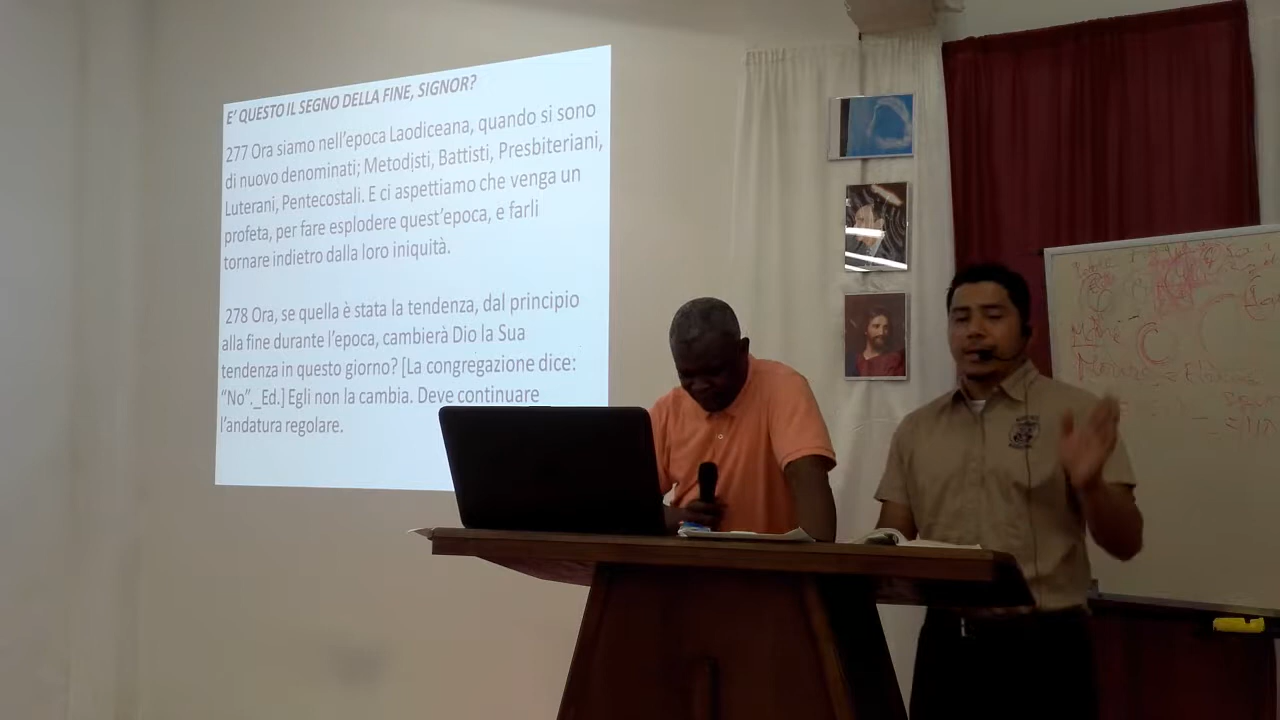 E' QUESTO IL SEGNO DELLA FINE, SIGNOR?
277 Ora siamo nell'epoca Laodiceana, quando si sono
di nuovo denominati; Metodisti, Battisti, Presbiteriani,
Luterani, Pentecostali. E ci aspettiamo che venga un
profeta, per fare esplodere quest'epoca, e farli
tornare indietro dalla loro iniquità.
278 Ora, se quella è stata la tendenza, dal principio
alla fine durante l'epoca, cambierà Dio la Sua
tendenza in questo giorno? [La congregazione dice:
"No"._Ed.] Egli non la cambia. Deve continuare
l'andatura regolare.